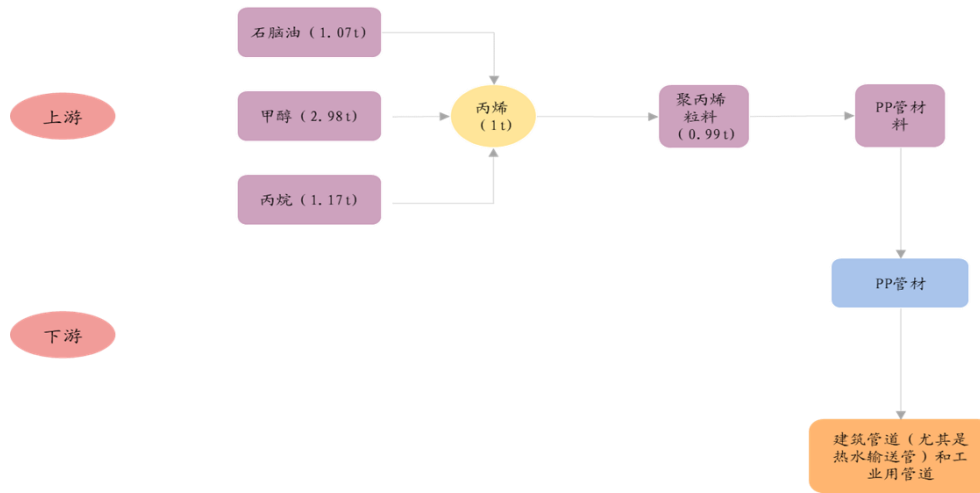 石脑油（1.07t）
上游
甲醇（2.98t）
丙烯
（1t）
聚丙烯
粒料
（0.99t）
PP管材
料
丙烷（1.17t）
PP管材
下游
建筑管道（尤其是
热水输送管）和工
业用管道